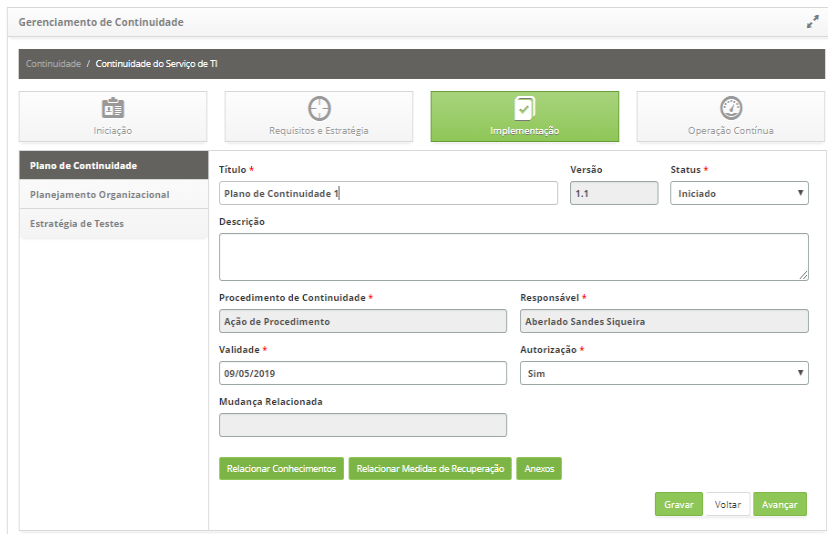 Gerenciamento de Continuidade
Continuidade / Continuidade do Serviço de TI
Iniciação Requisitos e Estratégia Implementação Operação Contínua
Plano de Continuidade
Planejamento Organizacional
Estratégia de Testes
Título * Versão Status *
Plano de Continuidade 1 1.1 Iniciado
Descrição
Procedimento de Continuidade * Responsável *
Ação de Procedimento Aberlado Sandes Siqueira
Validade * Autorização *
09/05/2019 Sim
Mudança Relacionada
Relacionar Conhecimentos Relacionar Medidas de Recuperação Anexos
Gravar Voltar Avançar